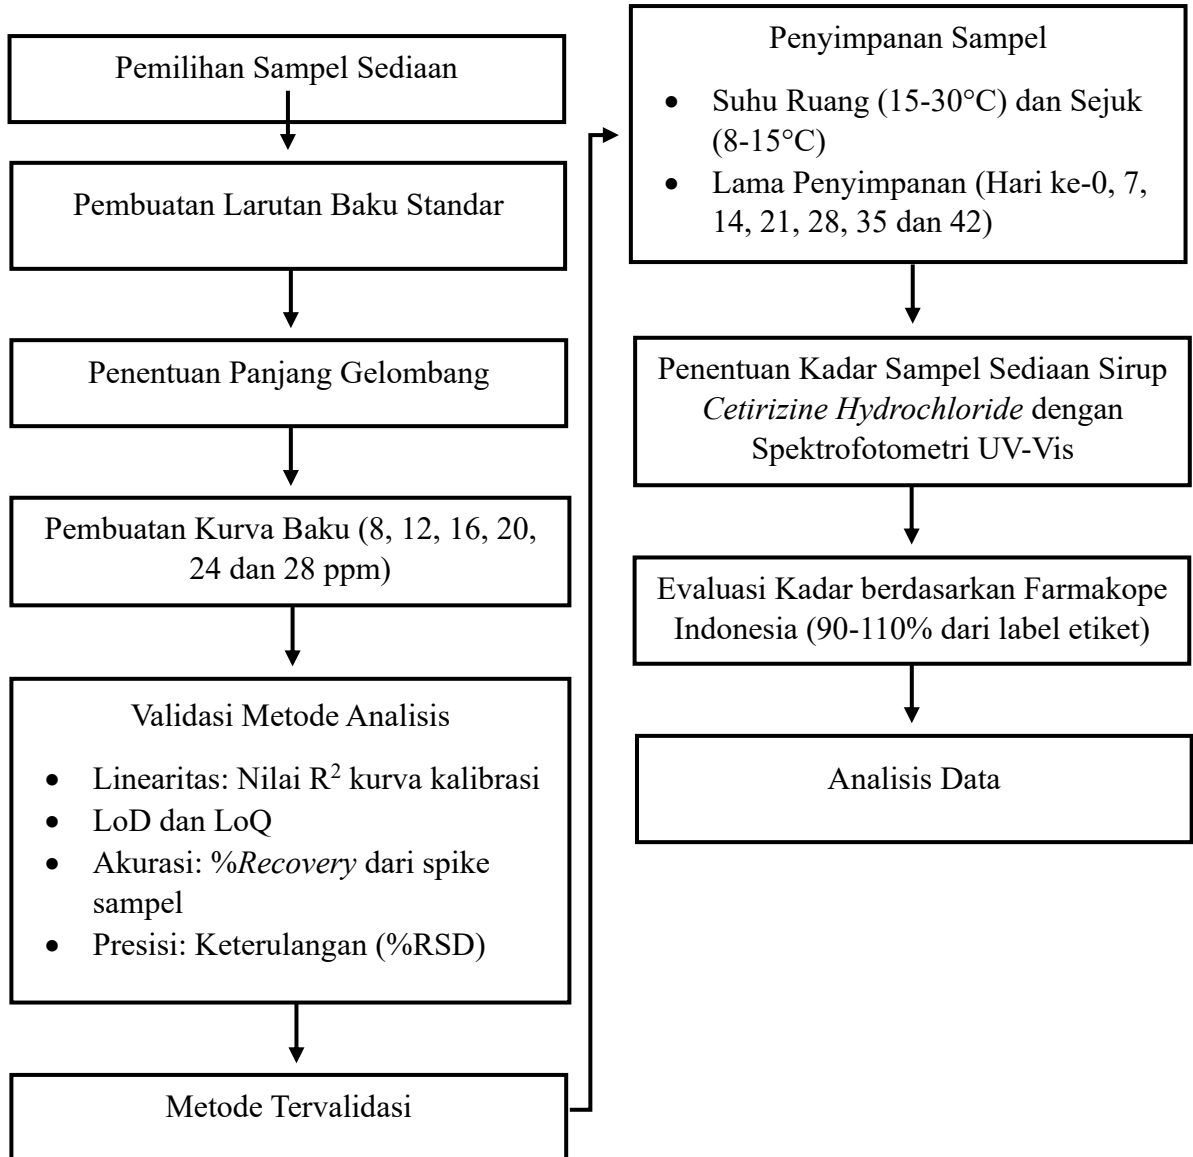 Pemilihan Sampel Sediaan
Pembuatan Larutan Baku Standar
Penentuan Panjang Gelombang
Pembuatan Kurva Baku (8, 12, 16, 20,
24 dan 28 ppm)
Validasi Metode Analisis
• Linearitas: Nilai R² kurva kalibrasi
• LoD dan LoQ
• Akurasi: %Recovery dari spike
sampel
• Presisi: Keterulangan (%RSD)
Metode Tervalidasi
Penyimpanan Sampel
• Suhu Ruang (15-30°C) dan Sejuk
(8-15°C)
• Lama Penyimpanan (Hari ke-0, 7,
14, 21, 28, 35 dan 42)
Penentuan Kadar Sampel Sediaan Sirup
Cetirizine Hydrochloride dengan
Spektrofotometri UV-Vis
Evaluasi Kadar berdasarkan Farmakope
Indonesia (90-110% dari label etiket)
Analisis Data